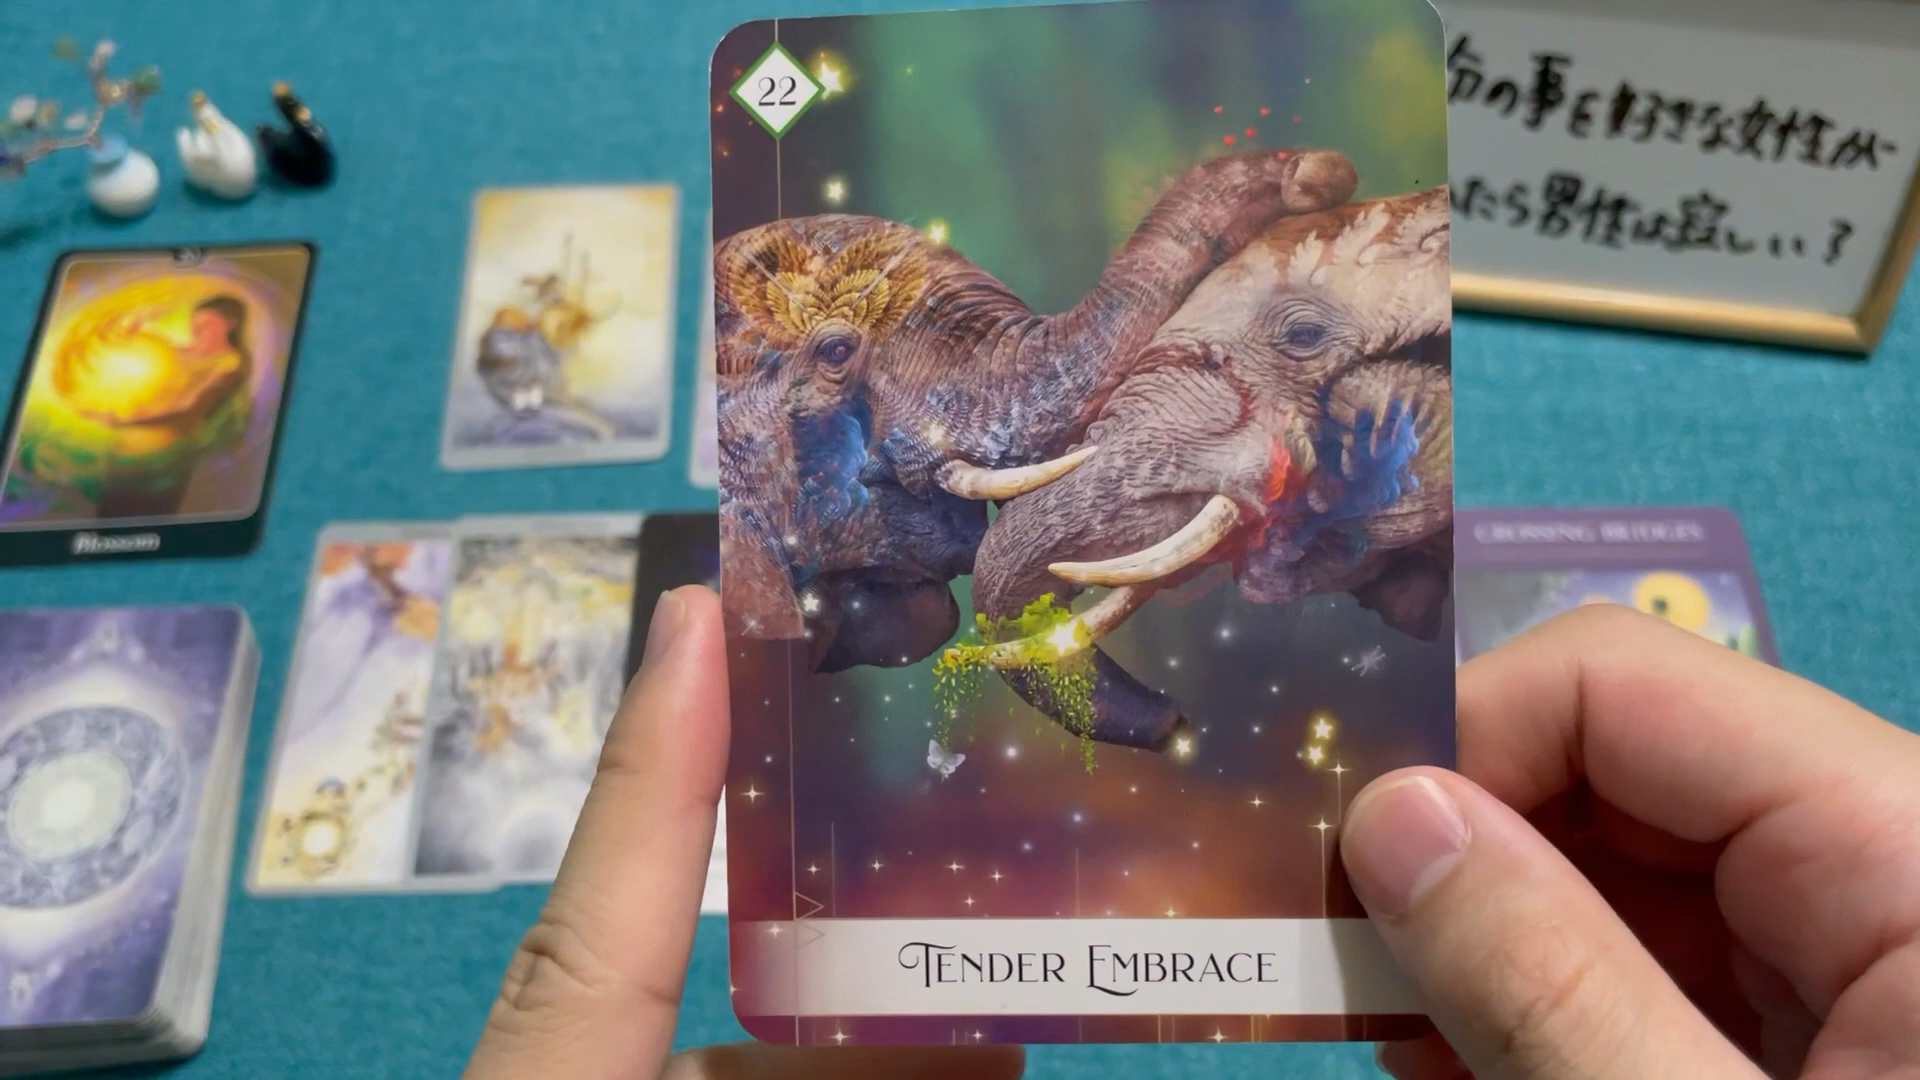 22
分の事を好きな女性が
たら男性は寂しい?
Blossom
CROSSING BRIDGES
TENDER EMBRACE